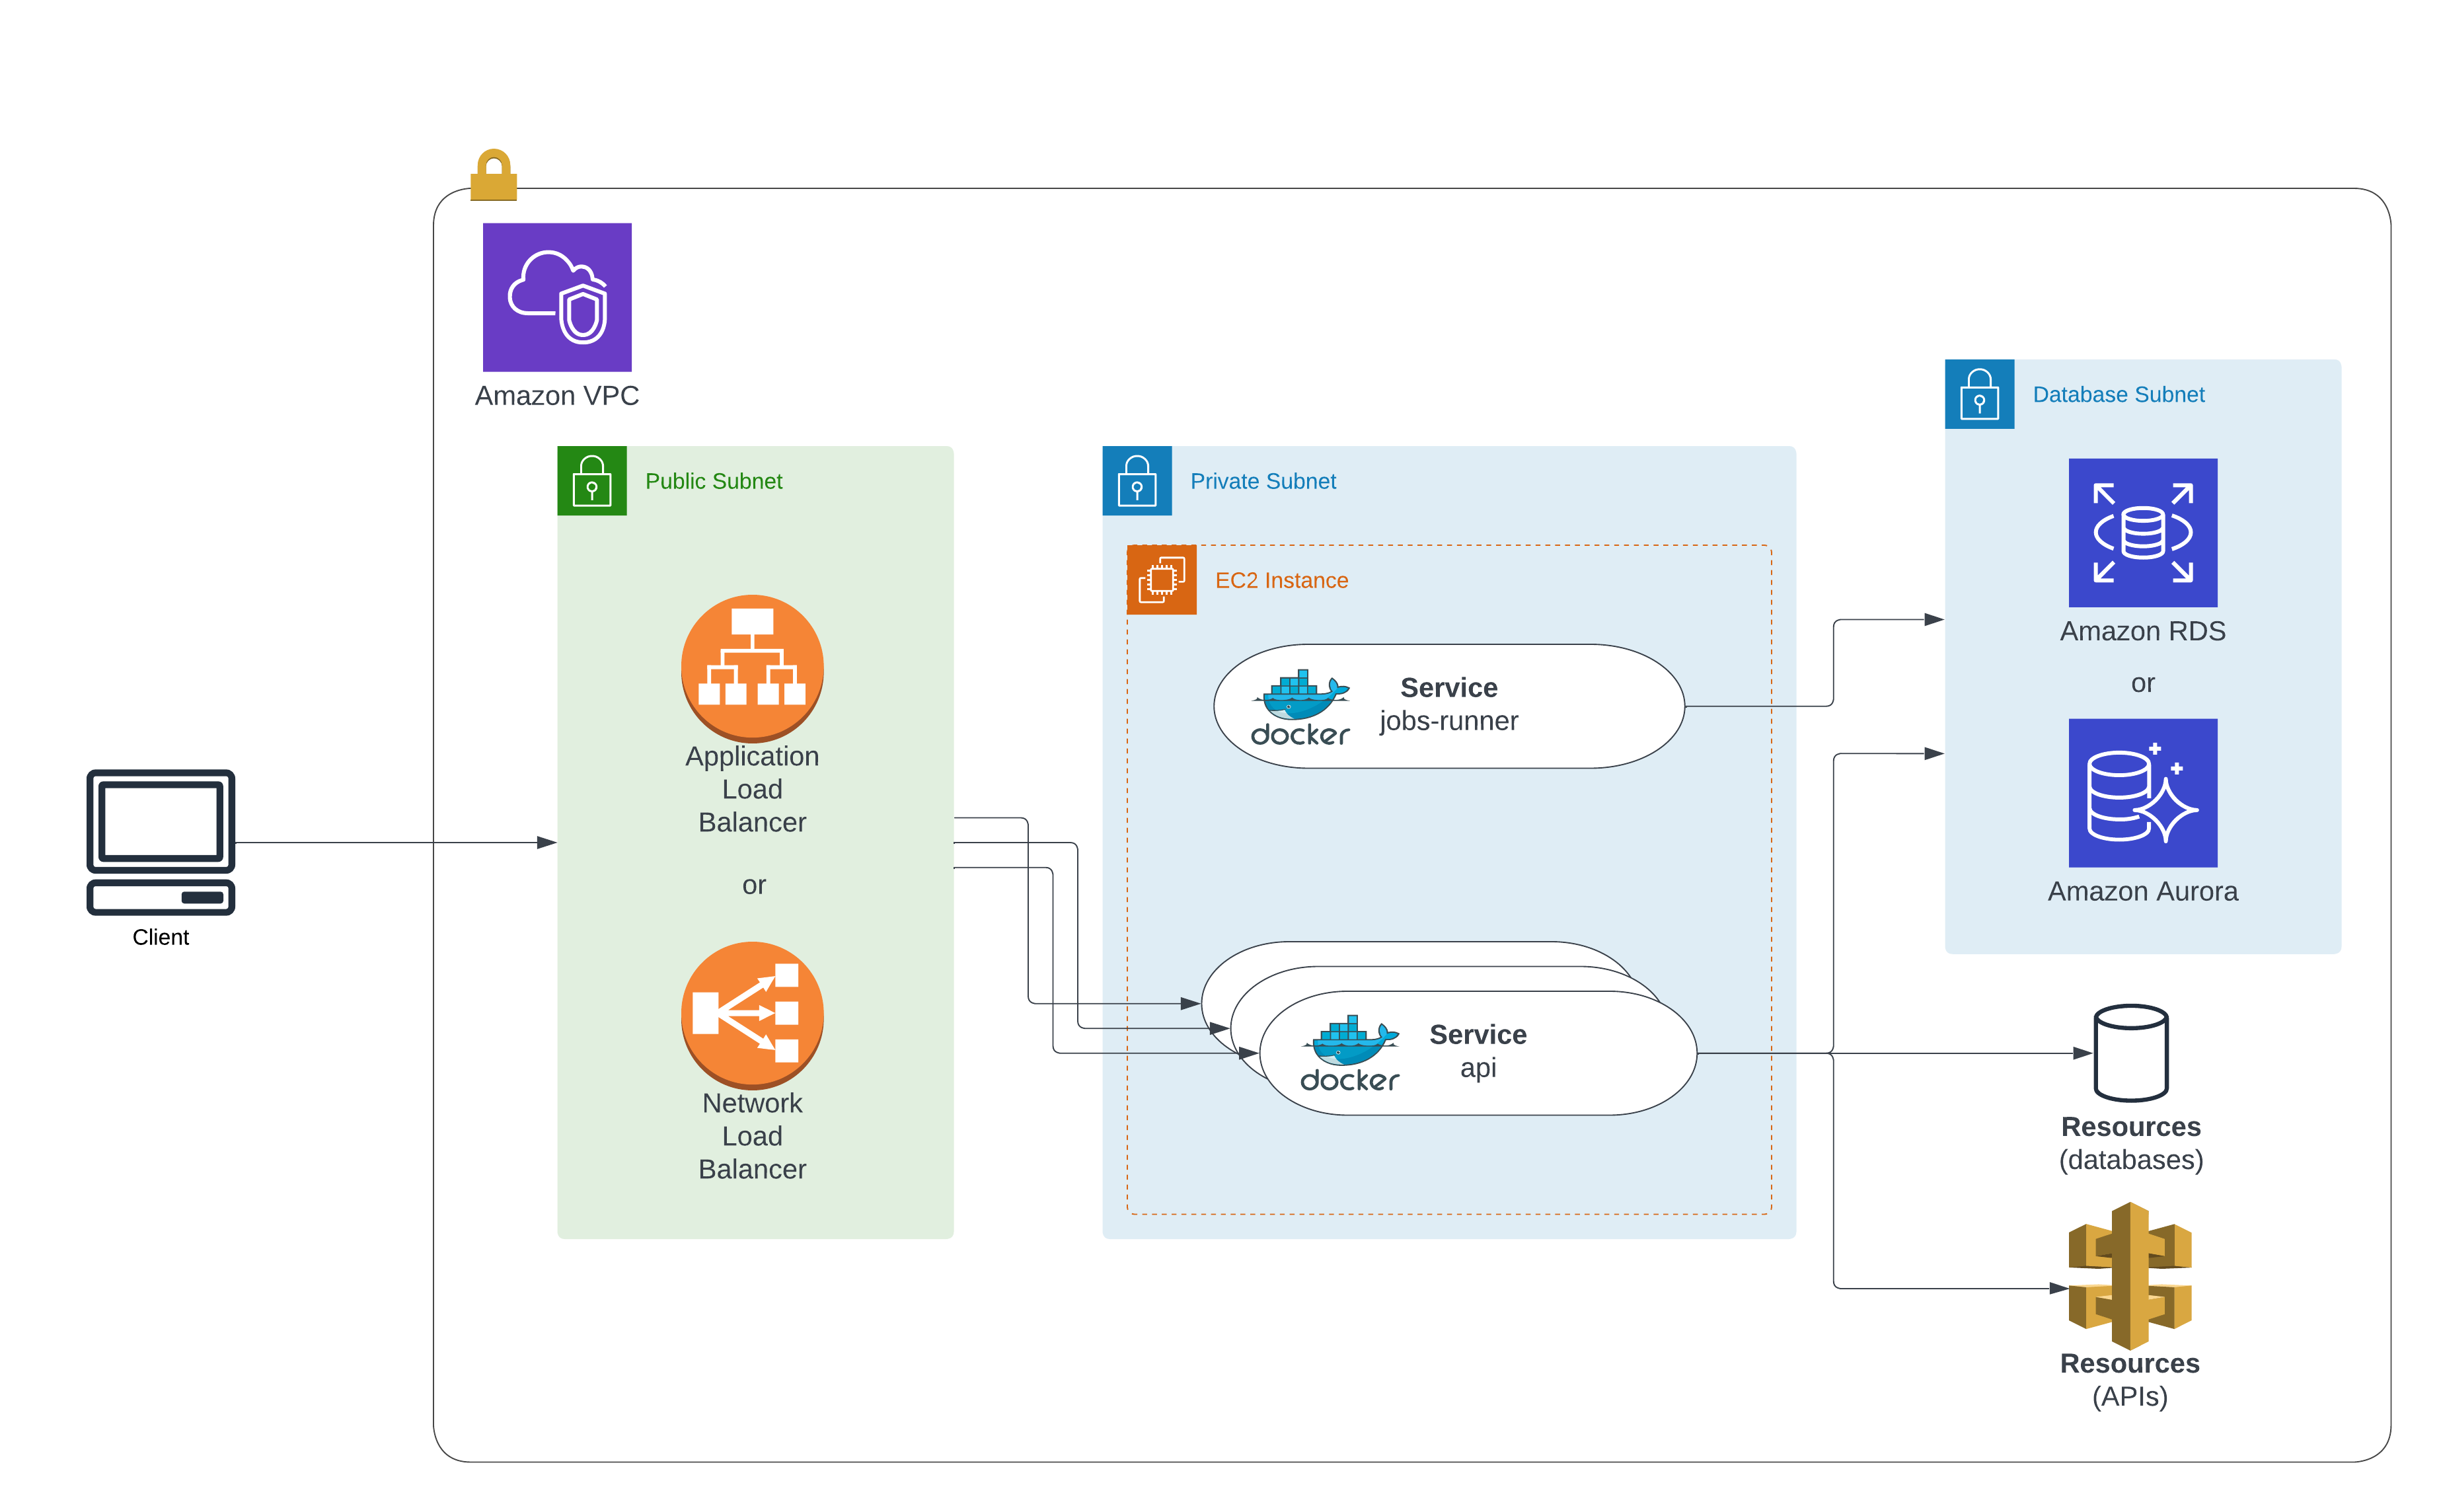 Amazon VPC
Public Subnet
Application
Load
Balancer
or
Network
Load
Balancer
Client
Private Subnet
EC2 Instance
docker
Service
jobs-runner
docker
Service
api
Database Subnet
Amazon RDS
or
Amazon Aurora
Resources
(databases)
Resources
(APIs)